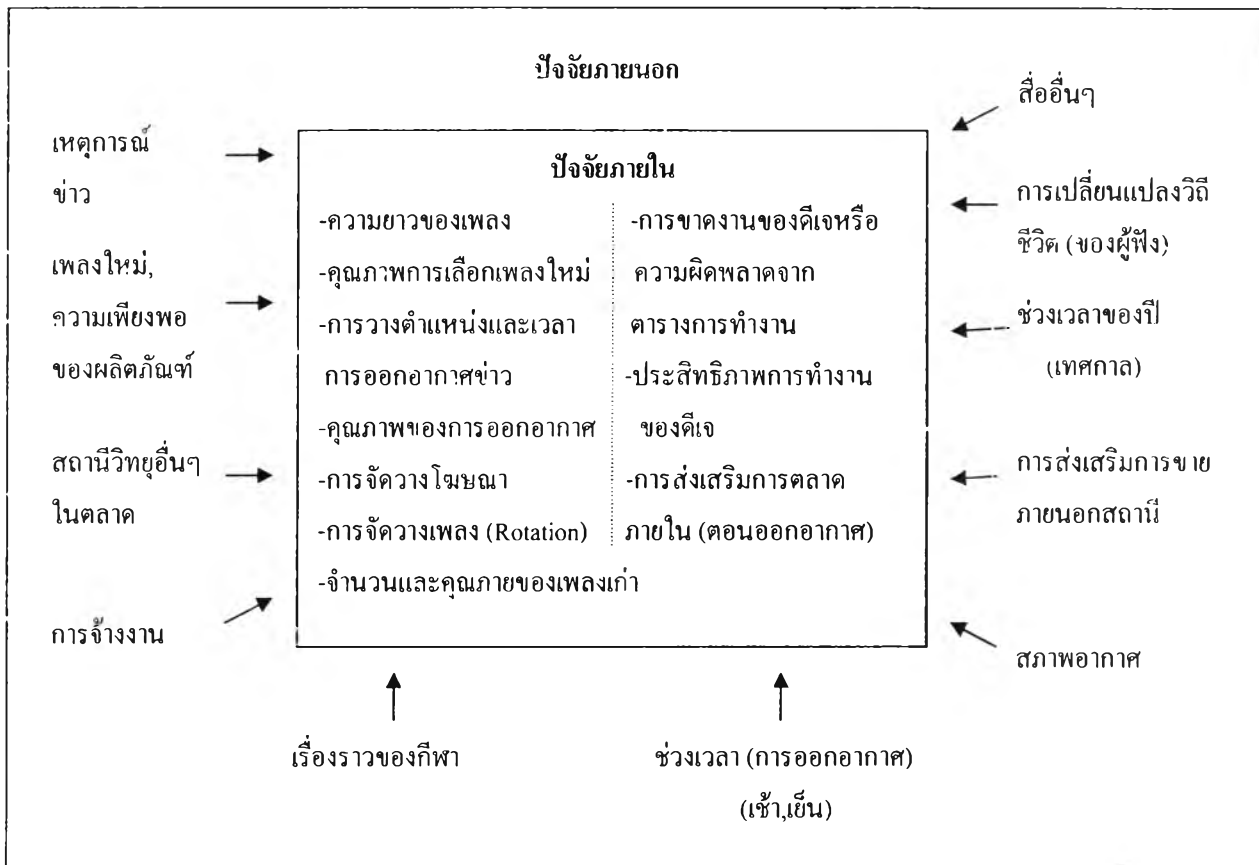 ปัจจัยภายนอก
สื่ออื่นๆ
เหตุการณ์
ข่าว
เพลงใหม่,
ความเพียงพอ
ของผลิตภัณฑ์
สถานีวิทยุอื่นๆ
ในตลาด
การจ้างงาน
ปัจจัยภายใน
-ความยาวของเพลง
-คุณภาพการเลือกเพลงใหม่
-การวางตำแหน่งและเวลา
การออกอากาศข่าว
-คุณภาพของการออกอากาศ
-การจัดวางโฆษณา
-การจัดวางเพลง (Rotation)
-จำนวนและคุณภายของเพลงเก่า
-การขาดงานของดีเจหรือ
ความผิดพลาดจาก
ตารางการทำงาน
-ประสิทธิภาพการทำงาน
ของดีเจ
-การส่งเสริมการตลาด
ภายใน (ตอนออกอากาศ)
การเปลี่ยนแปลงวิถี
ชีวิต (ของผู้ฟัง)
ช่วงเวลาของปี
(เทศกาล)
การส่งเสริมการขาย
ภายนอกสถานี
สภาพอากาศ
เรื่องราวของกีฬา
ช่วงเวลา (การออกอากาศ)
(เช้า,เย็น)